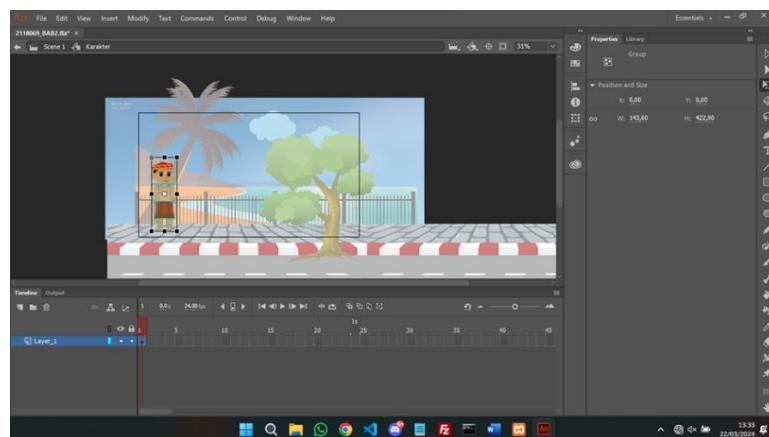 An File Edit View Insert Modify Text Commands Control Debug Window Help Essentials
2118069_BAB2.fla* ×
Scene 1 Karakter 31%
Properties Library
Group
Position and Size
X: 0,00 Y: 0,00
W: 143,60 H: 422,90
Timeline Output
1 0,0 s 24,00 fps
1s
1 5 10 15 20 25 30 35 40 45
Layer_1
13:33
22/03/2024